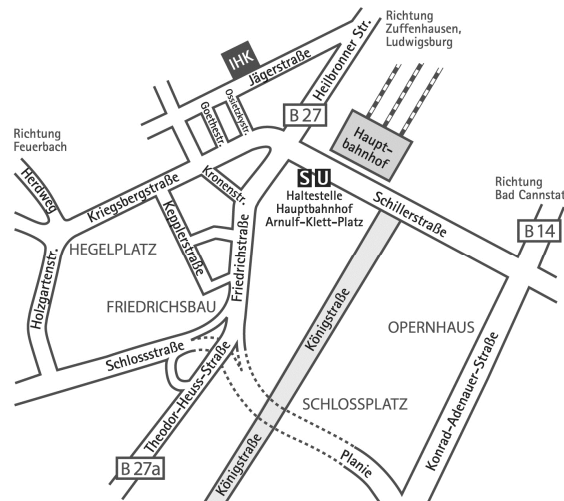 Richtung
Zuffenhausen,
Ludwigsburg
IHK
Jägerstraße
Heilbronner Str.
Ossietzkystr.
Goethestr.
B 27
Haupt-
bahnhof
Richtung
Feuerbach
Herdweg
Kriegsbergstraße
Kronenstr.
S U
Haltestelle
Hauptbahnhof
Arnulf-Klett-Platz
Schillerstraße
Richtung
Bad Cannstat
B 14
Kepplerstraße
HEGELPLATZ
Friedrichstraße
Holzgartenstr.
FRIEDRICHSBAU
Königstraße
OPERNHAUS
Schlossstraße
Theodor-Heuss-Straße
SCHLOSSPLATZ
Konrad-Adenauer-Straße
B 27a
Königstraße
Planie